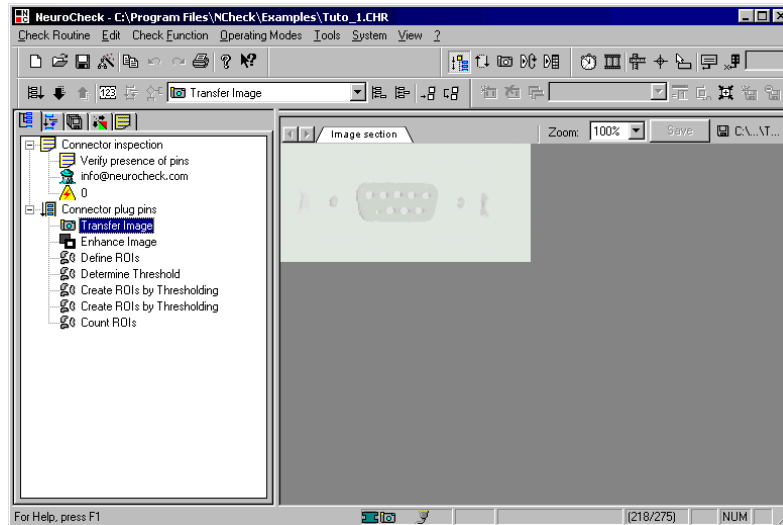 NeuroCheck - C:\Program Files\NCheck\Examples\Tuto_1.CHR
Check Routine Edit Check Function Operating Modes Tools System View ?
123 Transfer Image
Image section Zoom: 100% Save C:\...\T...
Connector inspection
Verify presence of pins
info@neurocheck.com
0
Connector plug pins
Transfer Image
Enhance Image
Define ROIs
Determine Threshold
Create ROIs by Thresholding
Create ROIs by Thresholding
Count ROIs
For Help, press F1 (218/275) NUM